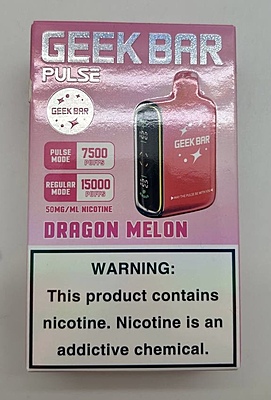 GEEK BAR
PULSE
GEEK BAR
GEEK BAR
PULSE MODE 7500 PUFFS
REGULAR MODE 15000 PUFFS
50MG/ML NICOTINE
DRAGON MELON
WARNING:
This product contains
nicotine. Nicotine is an
addictive chemical.